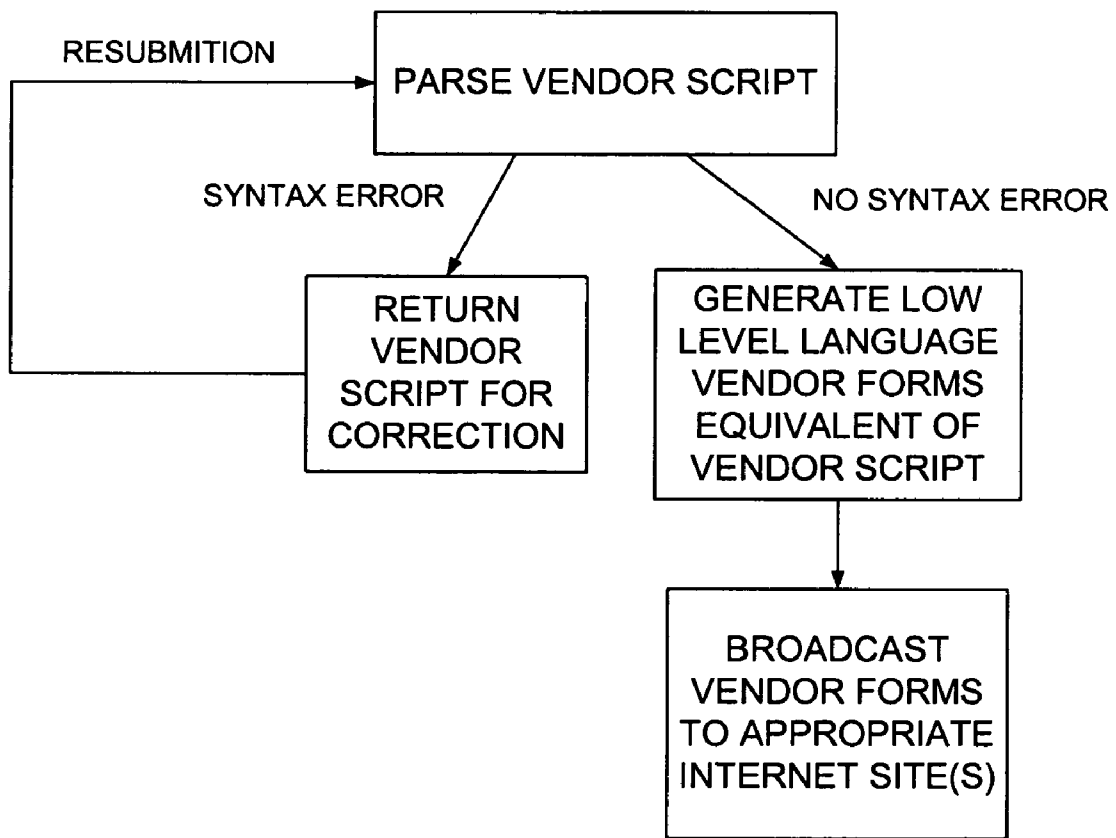 RESUBMITION
PARSE VENDOR SCRIPT
SYNTAX ERROR
NO SYNTAX ERROR
RETURN
VENDOR
SCRIPT FOR
CORRECTION
GENERATE LOW
LEVEL LANGUAGE
VENDOR FORMS
EQUIVALENT OF
VENDOR SCRIPT
BROADCAST
VENDOR FORMS
TO APPROPRIATE
INTERNET SITE(S)